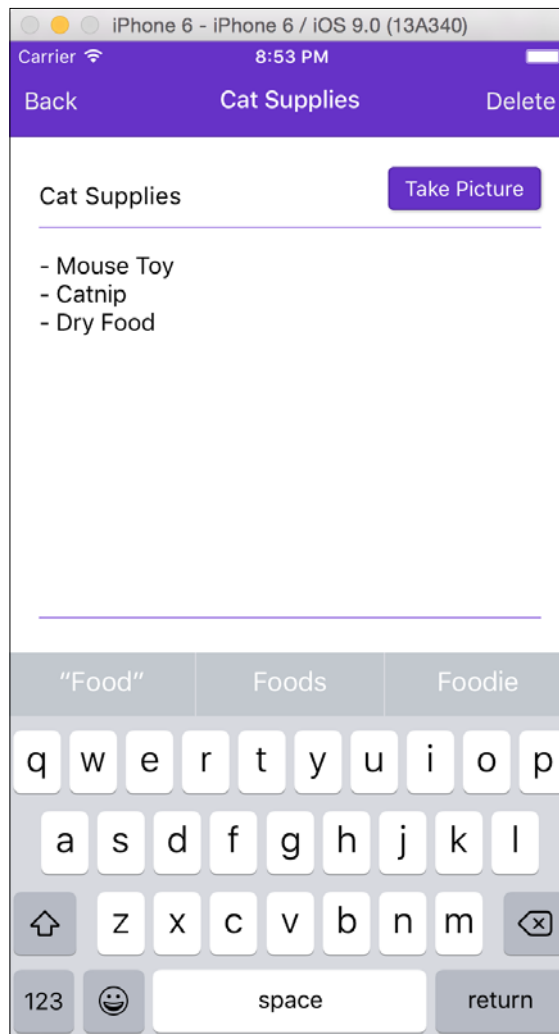 iPhone 6 - iPhone 6 / iOS 9.0 (13A340)
Carrier 8:53 PM
Back Cat Supplies Delete
Cat Supplies Take Picture
- Mouse Toy
- Catnip
- Dry Food
“Food” Foods Foodie
q w e r t y u i o p
a s d f g h j k l
z x c v b n m
123 space return